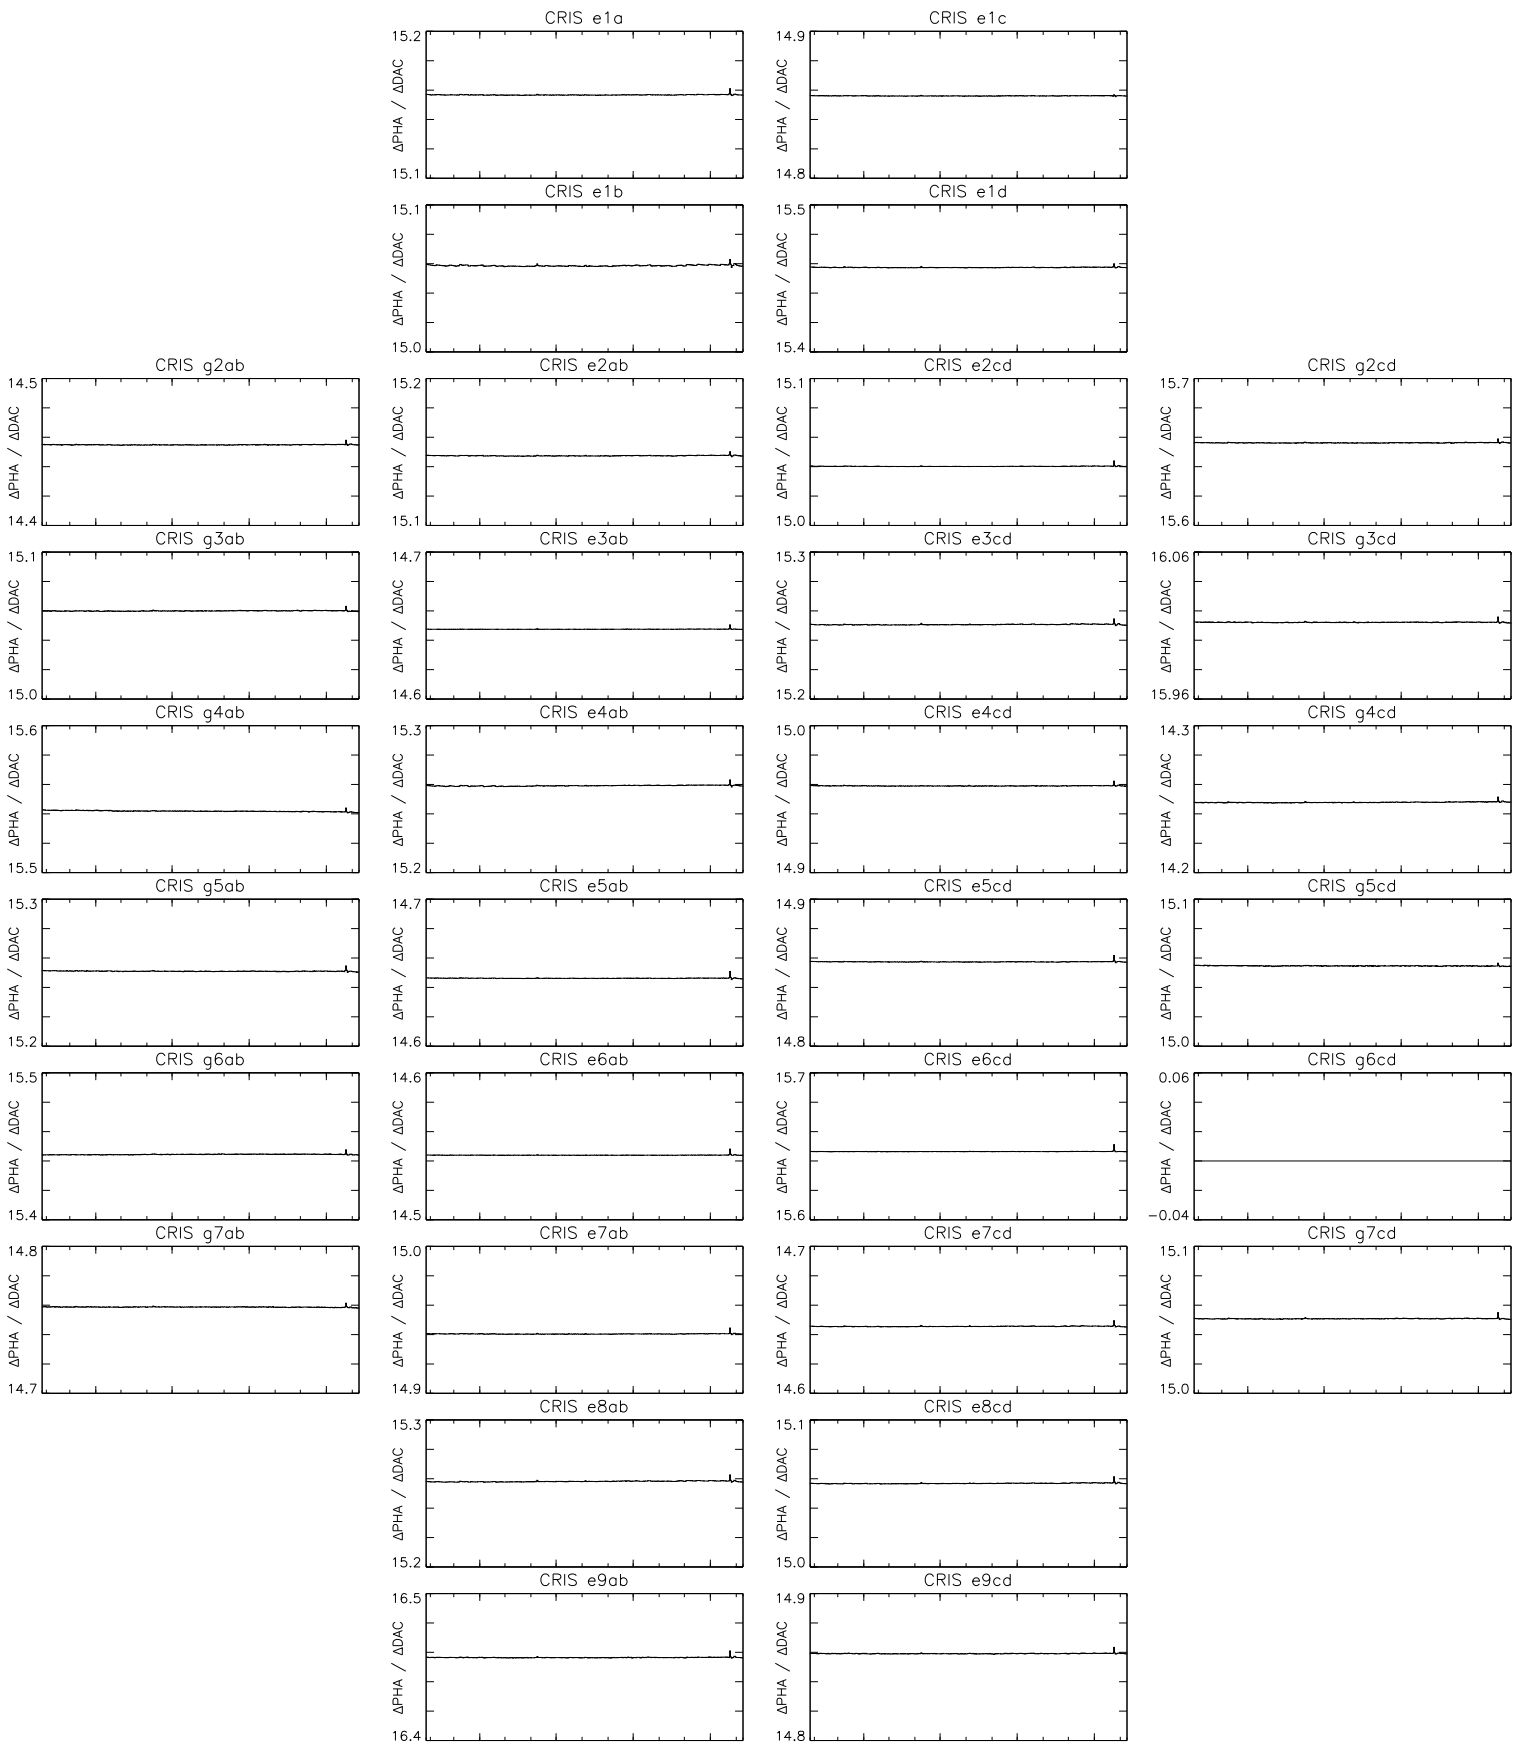 CRIS e1a CRIS e1c
15.2 14.9
ΔPHA / ΔDAC ΔPHA / ΔDAC
15.1 14.8
CRIS e1b CRIS e1d
15.1 15.5
ΔPHA / ΔDAC ΔPHA / ΔDAC
15.0 15.4
CRIS g2ab CRIS e2ab CRIS e2cd CRIS g2cd
14.5 15.2 15.1 15.7
ΔPHA / ΔDAC ΔPHA / ΔDAC ΔPHA / ΔDAC ΔPHA / ΔDAC
14.4 15.1 15.0 15.6
CRIS g3ab CRIS e3ab CRIS e3cd CRIS g3cd
15.1 14.7 15.3 16.06
ΔPHA / ΔDAC ΔPHA / ΔDAC ΔPHA / ΔDAC ΔPHA / ΔDAC
15.0 14.6 15.2 15.96
CRIS g4ab CRIS e4ab CRIS e4cd CRIS g4cd
15.6 15.3 15.0 14.3
ΔPHA / ΔDAC ΔPHA / ΔDAC ΔPHA / ΔDAC ΔPHA / ΔDAC
15.5 15.2 14.9 14.2
CRIS g5ab CRIS e5ab CRIS e5cd CRIS g5cd
15.3 14.7 14.9 15.1
ΔPHA / ΔDAC ΔPHA / ΔDAC ΔPHA / ΔDAC ΔPHA / ΔDAC
15.2 14.6 14.8 15.0
CRIS g6ab CRIS e6ab CRIS e6cd CRIS g6cd
15.5 14.6 15.7 0.06
ΔPHA / ΔDAC ΔPHA / ΔDAC ΔPHA / ΔDAC ΔPHA / ΔDAC
15.4 14.5 15.6 −0.04
CRIS g7ab CRIS e7ab CRIS e7cd CRIS g7cd
14.8 15.0 14.7 15.1
ΔPHA / ΔDAC ΔPHA / ΔDAC ΔPHA / ΔDAC ΔPHA / ΔDAC
14.7 14.9 14.6 15.0
CRIS e8ab CRIS e8cd
15.3 15.1
ΔPHA / ΔDAC ΔPHA / ΔDAC
15.2 15.0
CRIS e9ab CRIS e9cd
16.5 14.9
ΔPHA / ΔDAC ΔPHA / ΔDAC
16.4 14.8